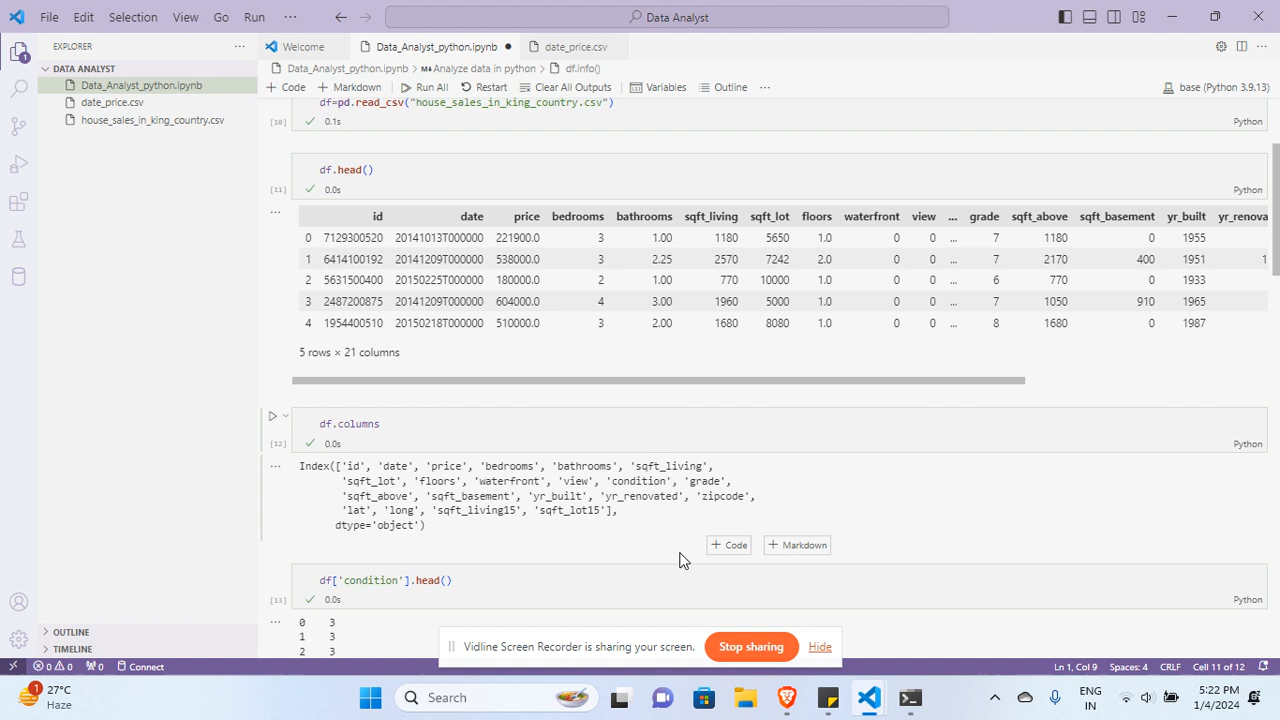 File Edit Selection View Go Run ··· Data Analyst
EXPLORER ···
Welcome Data_Analyst_python.ipynb date_price.csv
DATA ANALYST
Data_Analyst_python.ipynb
date_price.csv
house_sales_in_king_country.csv
Data_Analyst_python.ipynb > Analyze data in python > df.info()
+ Code + Markdown Run All Restart Clear All Outputs Variables Outline ··· base (Python 3.9.13)
df=pd.read_csv("house_sales_in_king_country.csv")
[10] 0.1s Python
df.head()
[11] 0.0s Python
id date price bedrooms bathrooms sqft_living sqft_lot floors waterfront view ... grade sqft_above sqft_basement yr_built yr_renova
0 7129300520 20141013T000000 221900.0 3 1.00 1180 5650 1.0 0 0 ... 7 1180 0 1955
1 6414100192 20141209T000000 538000.0 3 2.25 2570 7242 2.0 0 0 ... 7 2170 400 1951 1
2 5631500400 20150225T000000 180000.0 2 1.00 770 10000 1.0 0 0 ... 6 770 0 1933
3 2487200875 20141209T000000 604000.0 4 3.00 1960 5000 1.0 0 0 ... 7 1050 910 1965
4 1954400510 20150218T000000 510000.0 3 2.00 1680 8080 1.0 0 0 ... 8 1680 0 1987
5 rows × 21 columns
df.columns
[12] 0.0s Python
Index(['id', 'date', 'price', 'bedrooms', 'bathrooms', 'sqft_living',
'sqft_lot', 'floors', 'waterfront', 'view', 'condition', 'grade',
'sqft_above', 'sqft_basement', 'yr_built', 'yr_renovated', 'zipcode',
'lat', 'long', 'sqft_living15', 'sqft_lot15'],
dtype='object')
+ Code + Markdown
df['condition'].head()
[13] 0.0s Python
0 3
1 3
2 3
OUTLINE
TIMELINE
Vidline Screen Recorder is sharing your screen. Stop sharing Hide
0 0 0 Connect Ln 1, Col 9 Spaces: 4 CRLF Cell 11 of 12
1 27°C
Haze
Search
ENG
IN
5:22 PM
1/4/2024